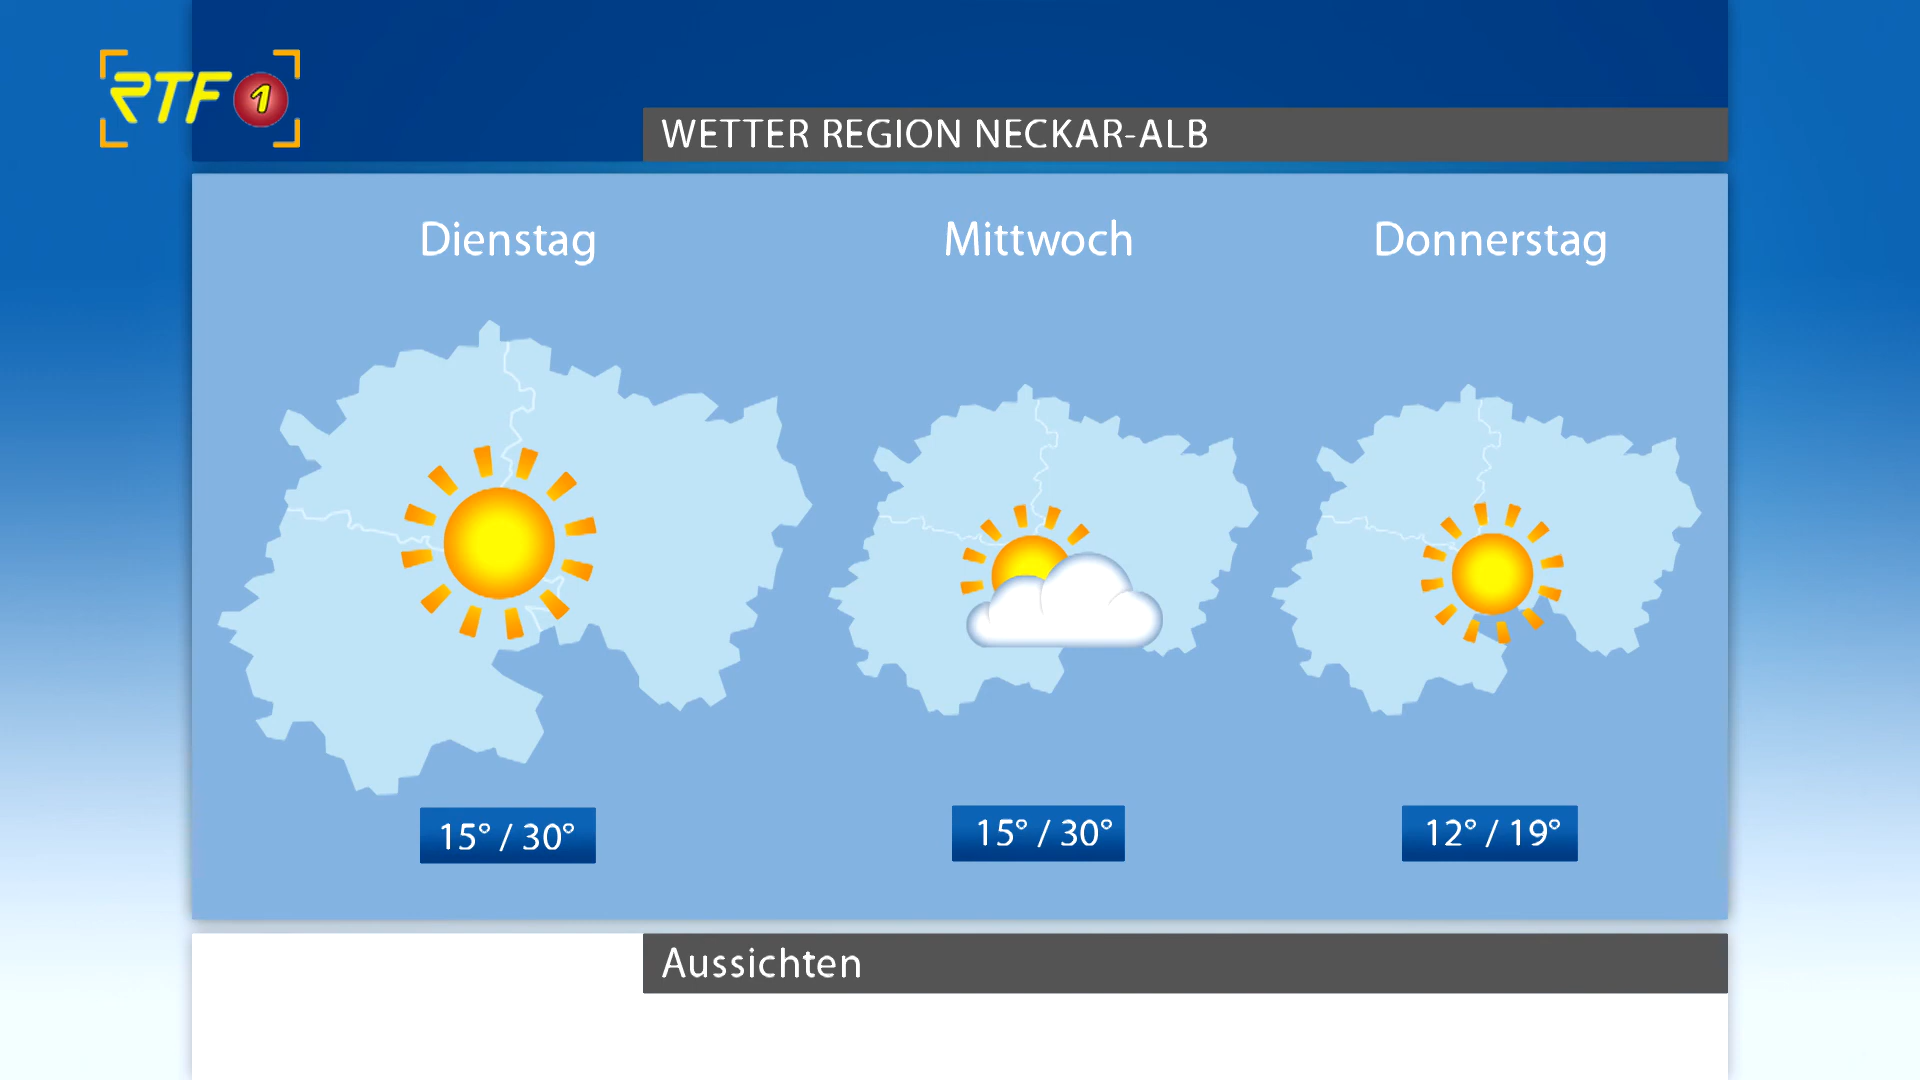 RTF 1
WETTER REGION NECKAR-ALB
Dienstag
Mittwoch
Donnerstag
15° / 30°
15° / 30°
12° / 19°
Aussichten